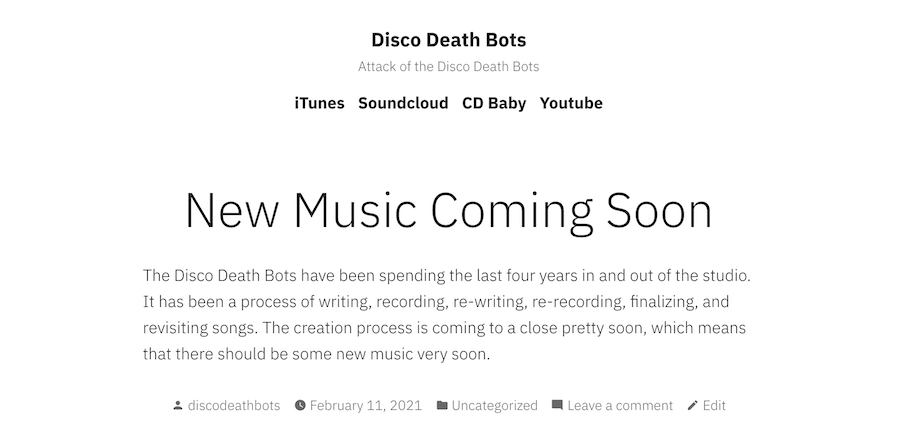 Disco Death Bots
Attack of the Disco Death Bots
iTunes Soundcloud CD Baby Youtube
New Music Coming Soon
The Disco Death Bots have been spending the last four years in and out of the studio.
It has been a process of writing, recording, re-writing, re-recording, finalizing, and
revisiting songs. The creation process is coming to a close pretty soon, which means
that there should be some new music very soon.
discodeathbots February 11, 2021 Uncategorized Leave a comment Edit